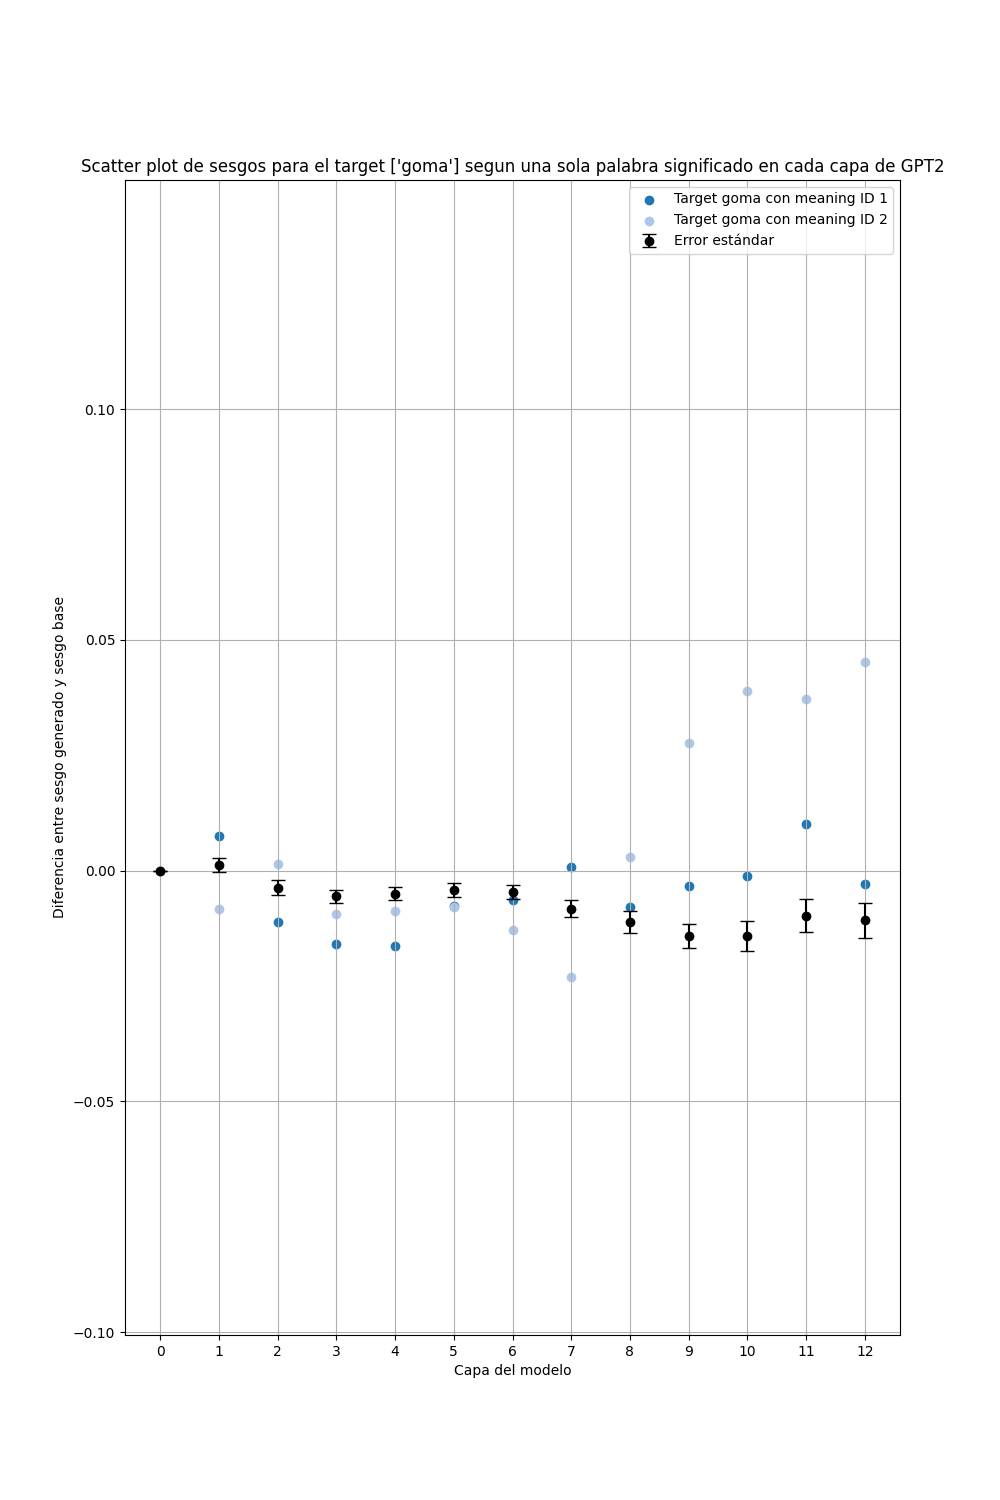 Scatter plot de sesgos para el target ['goma'] segun una sola palabra significado en cada capa de GPT2
Target goma con meaning ID 1
Target goma con meaning ID 2
Error estándar
Diferencia entre sesgo generado y sesgo base
0.10
0.05
0.00
−0.05
−0.10
0 1 2 3 4 5 6 7 8 9 10 11 12
Capa del modelo